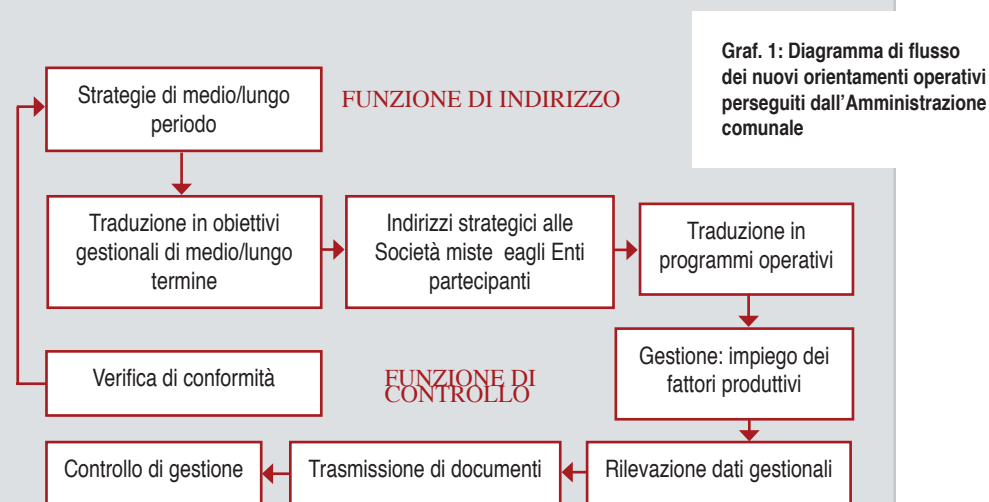 Graf. 1: Diagramma di flusso
dei nuovi orientamenti operativi
perseguiti dall'Amministrazione
comunale
Strategie di medio/lungo
periodo
FUNZIONE DI INDIRIZZO
Traduzione in obiettivi
gestionali di medio/lungo
termine
Indirizzi strategici alle
Società miste eagli Enti
partecipanti
Traduzione in
programmi operativi
Gestione: impiego dei
fattori produttivi
Verifica di conformità
FUNZIONE DI
CONTROLLO
Controllo di gestione
Trasmissione di documenti
Rilevazione dati gestionali